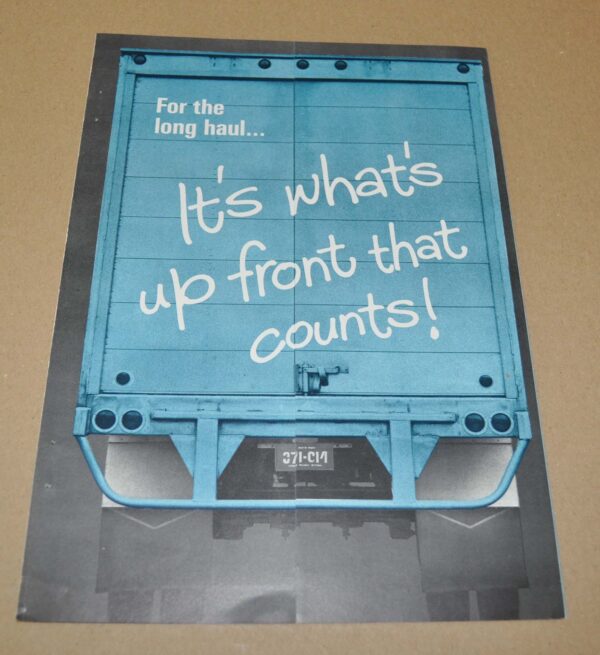 For the
long haul...
It's what's
up front that
counts!
371-C14